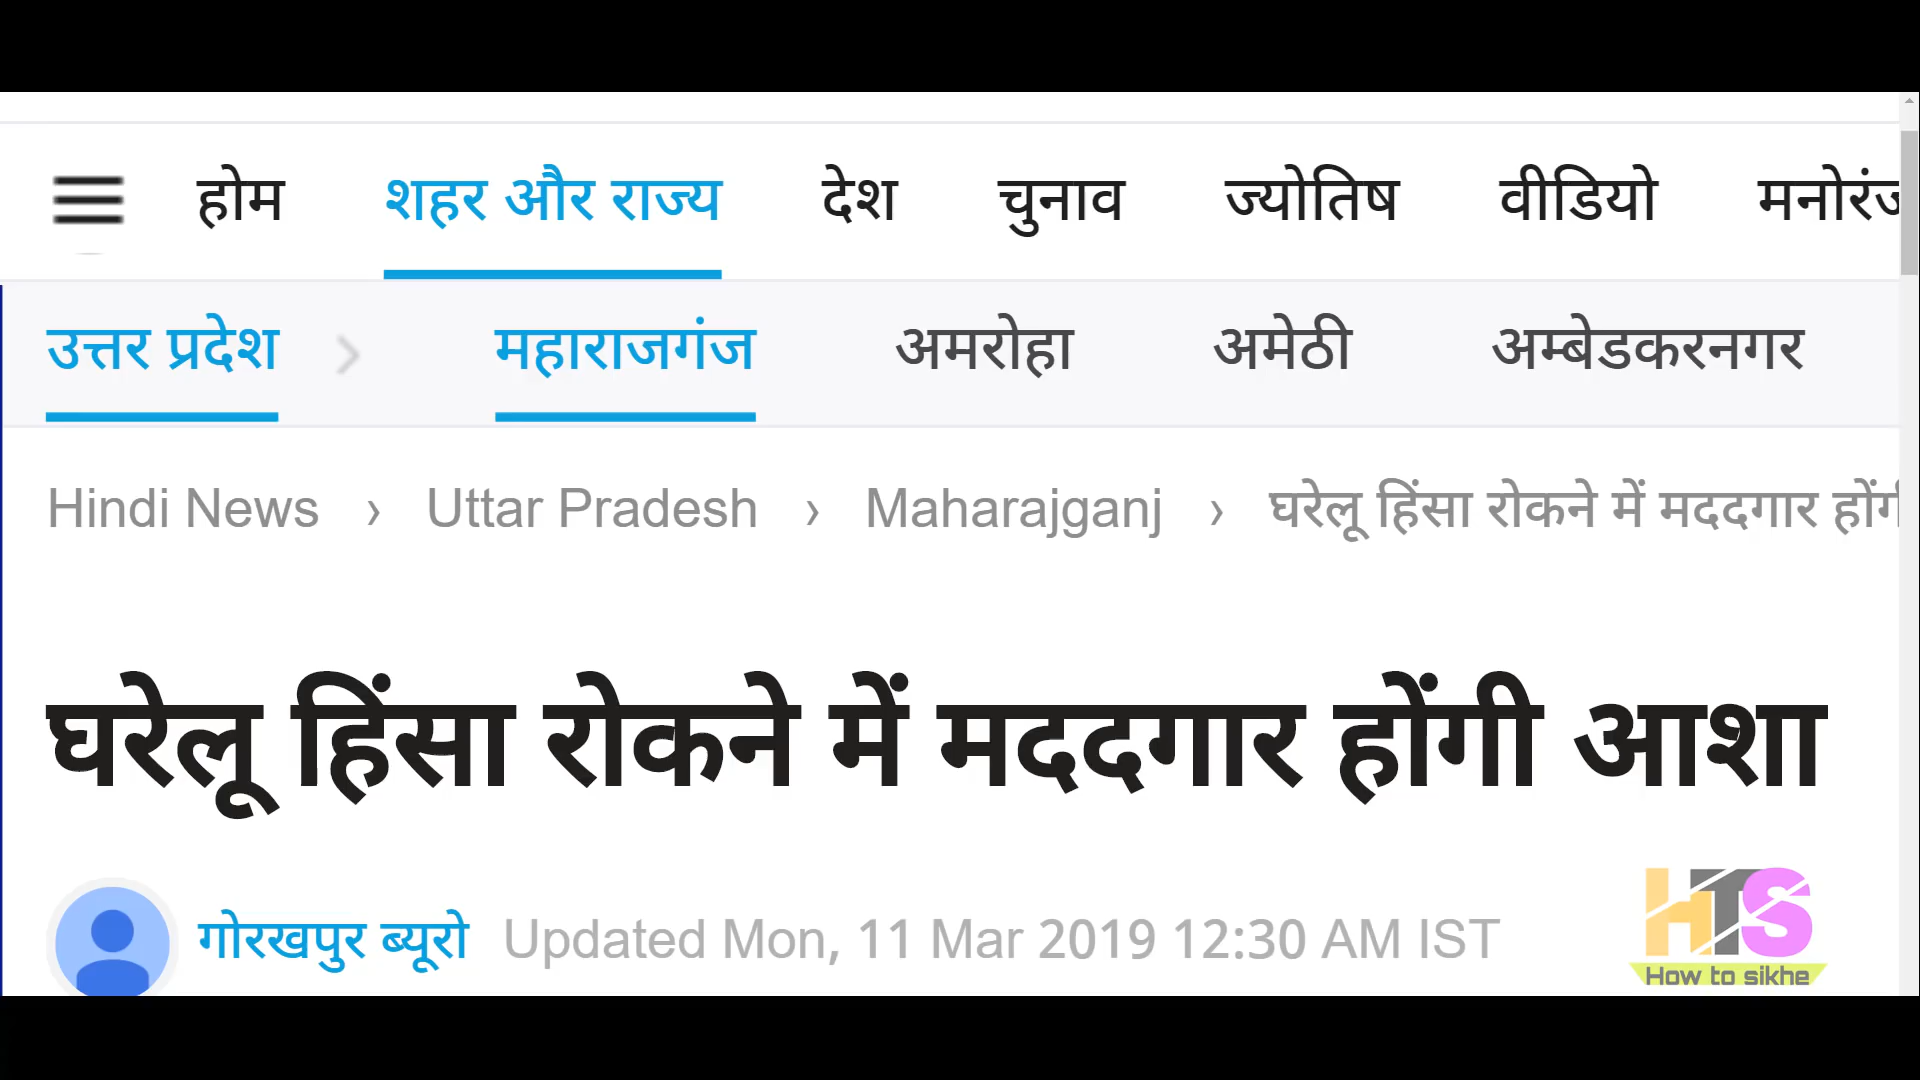 होम शहर और राज्य देश चुनाव ज्योतिष वीडियो
उत्तर प्रदेश › महाराजगंज अमरोहा अमेठी अम्बेडकरनगर
Hindi News › Uttar Pradesh › Maharajganj › घरेलू हिंसा रोकने में मददगार
घरेलू हिंसा रोकने में मददगार होंगी आशा
गोरखपुर ब्यूरो Updated Mon, 11 Mar 2019 12:30 AM IST
HTS
How to sikhe